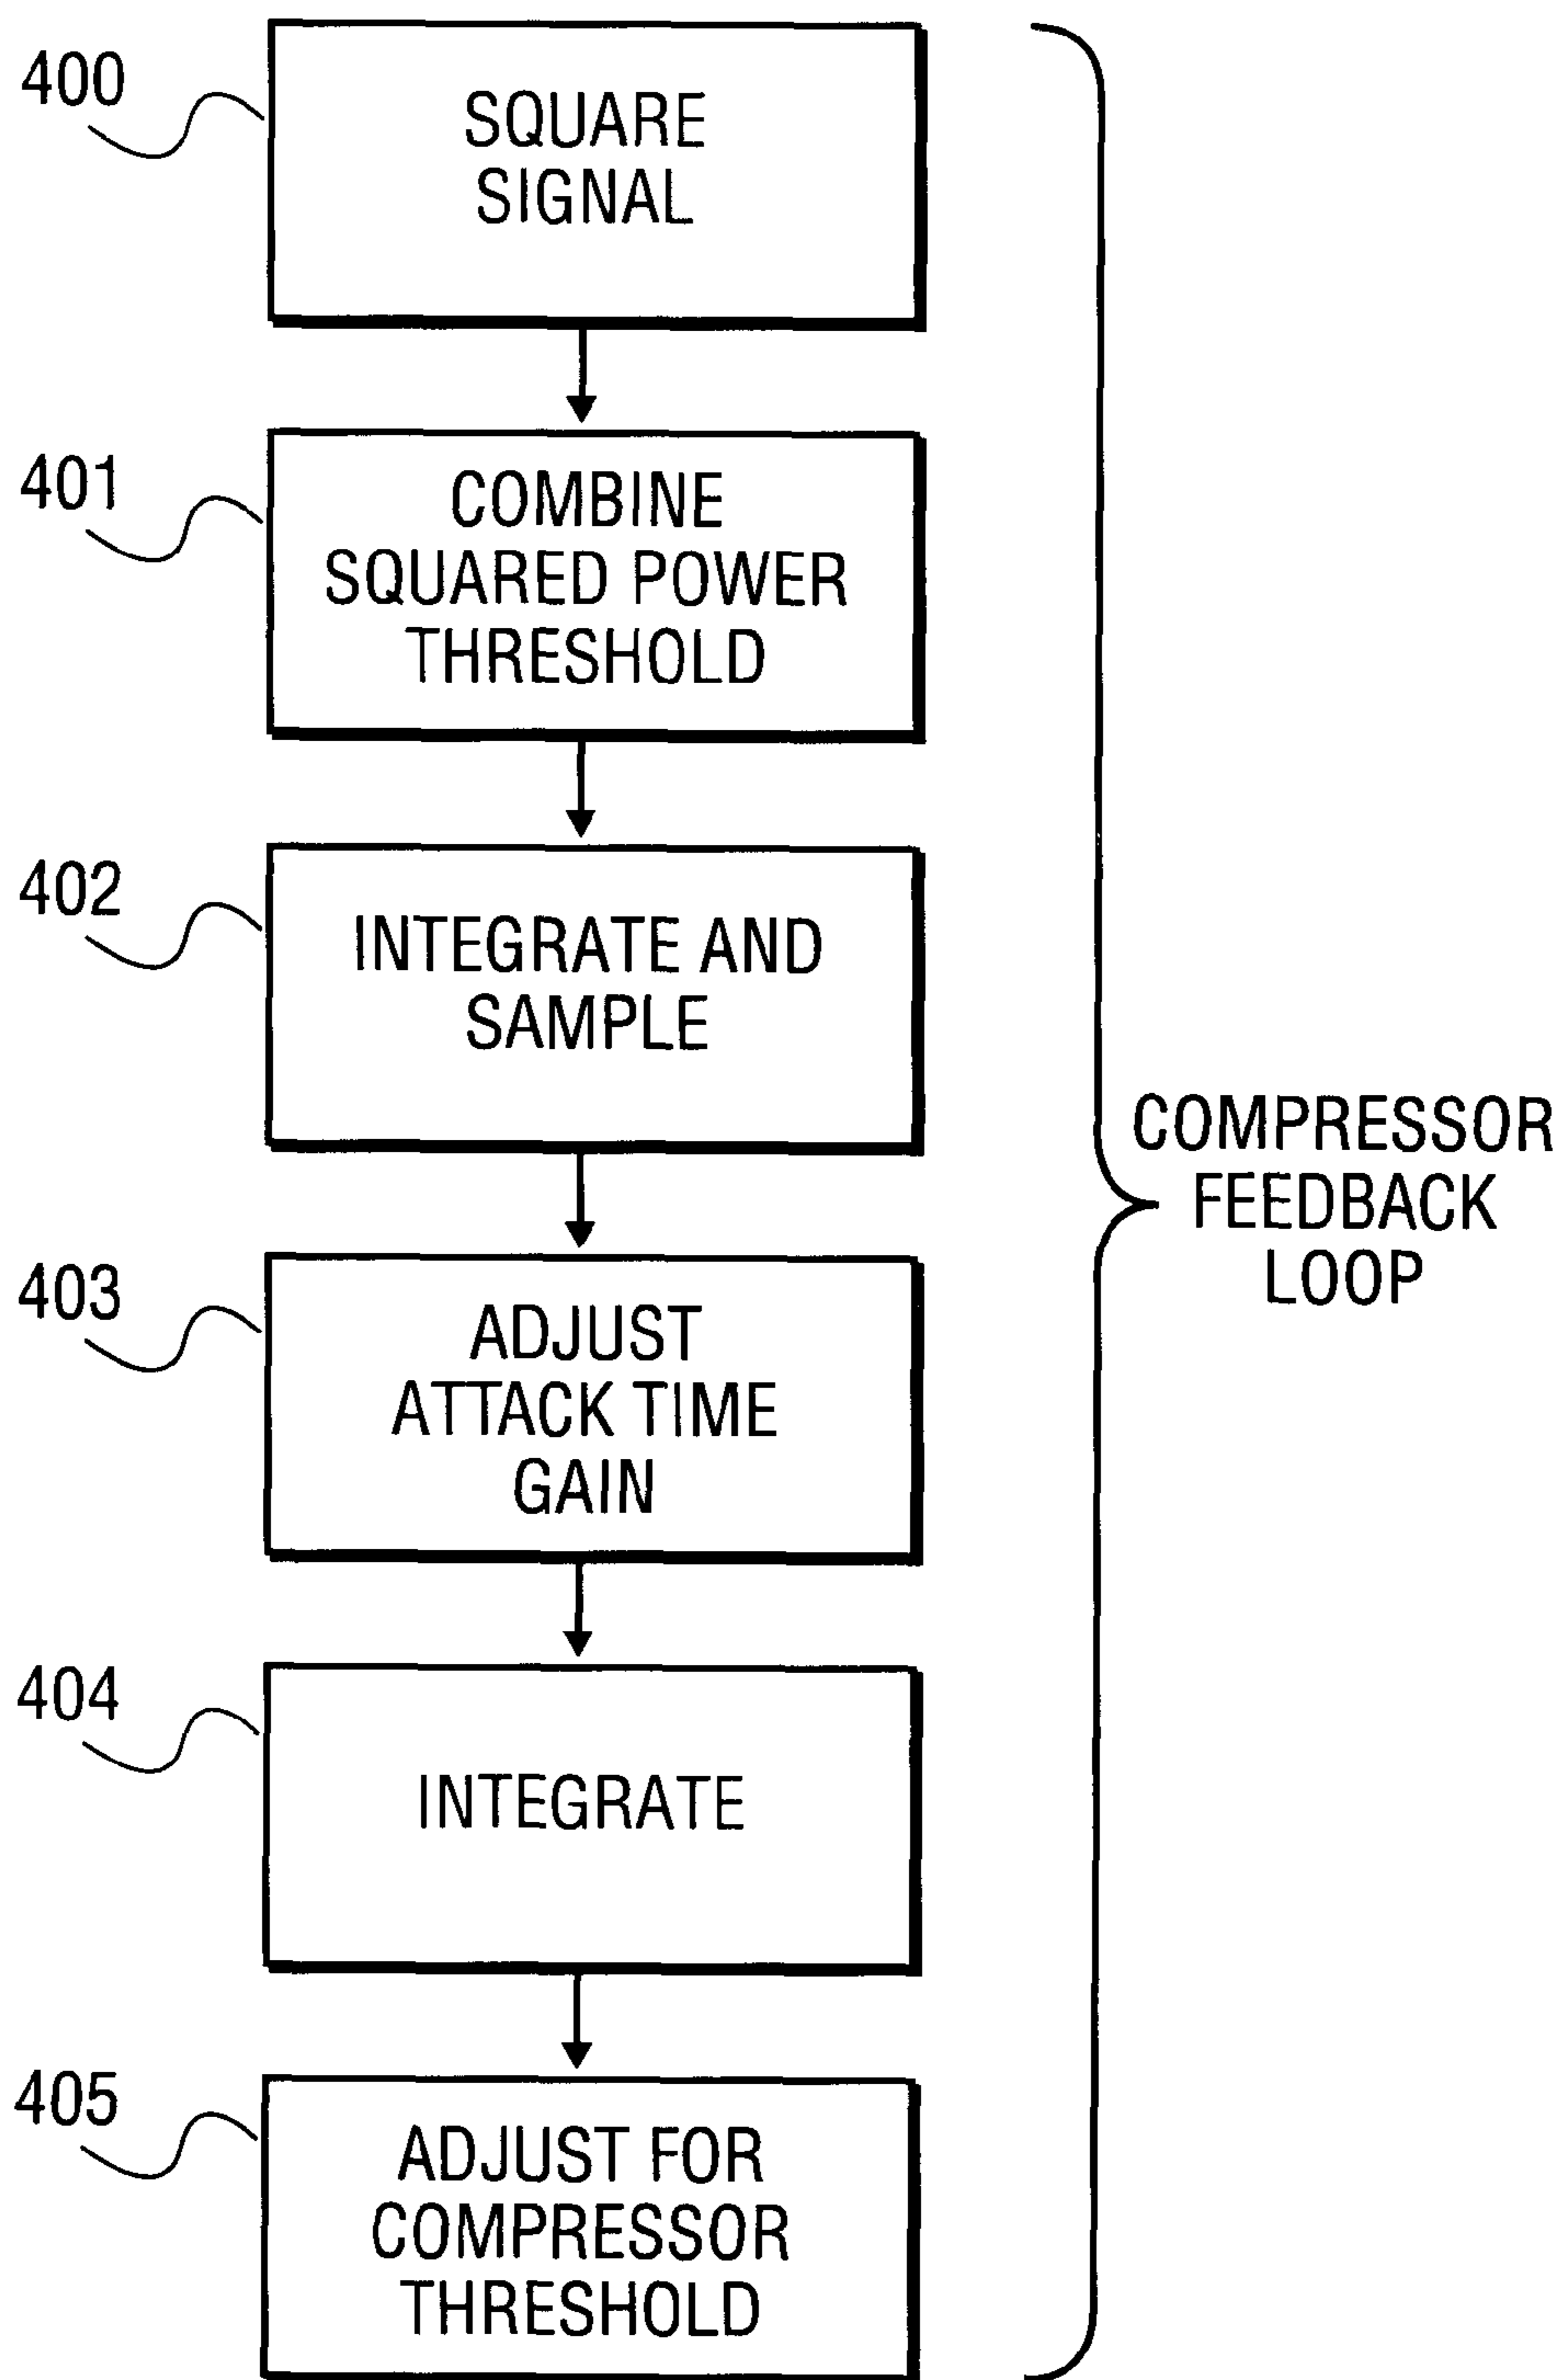 400
SQUARE
SIGNAL
401
COMBINE
SQUARED POWER
THRESHOLD
402
INTEGRATE AND
SAMPLE
403
ADJUST
ATTACK TIME
GAIN
404
INTEGRATE
405
ADJUST FOR
COMPRESSOR
THRESHOLD
COMPRESSOR
FEEDBACK
LOOP